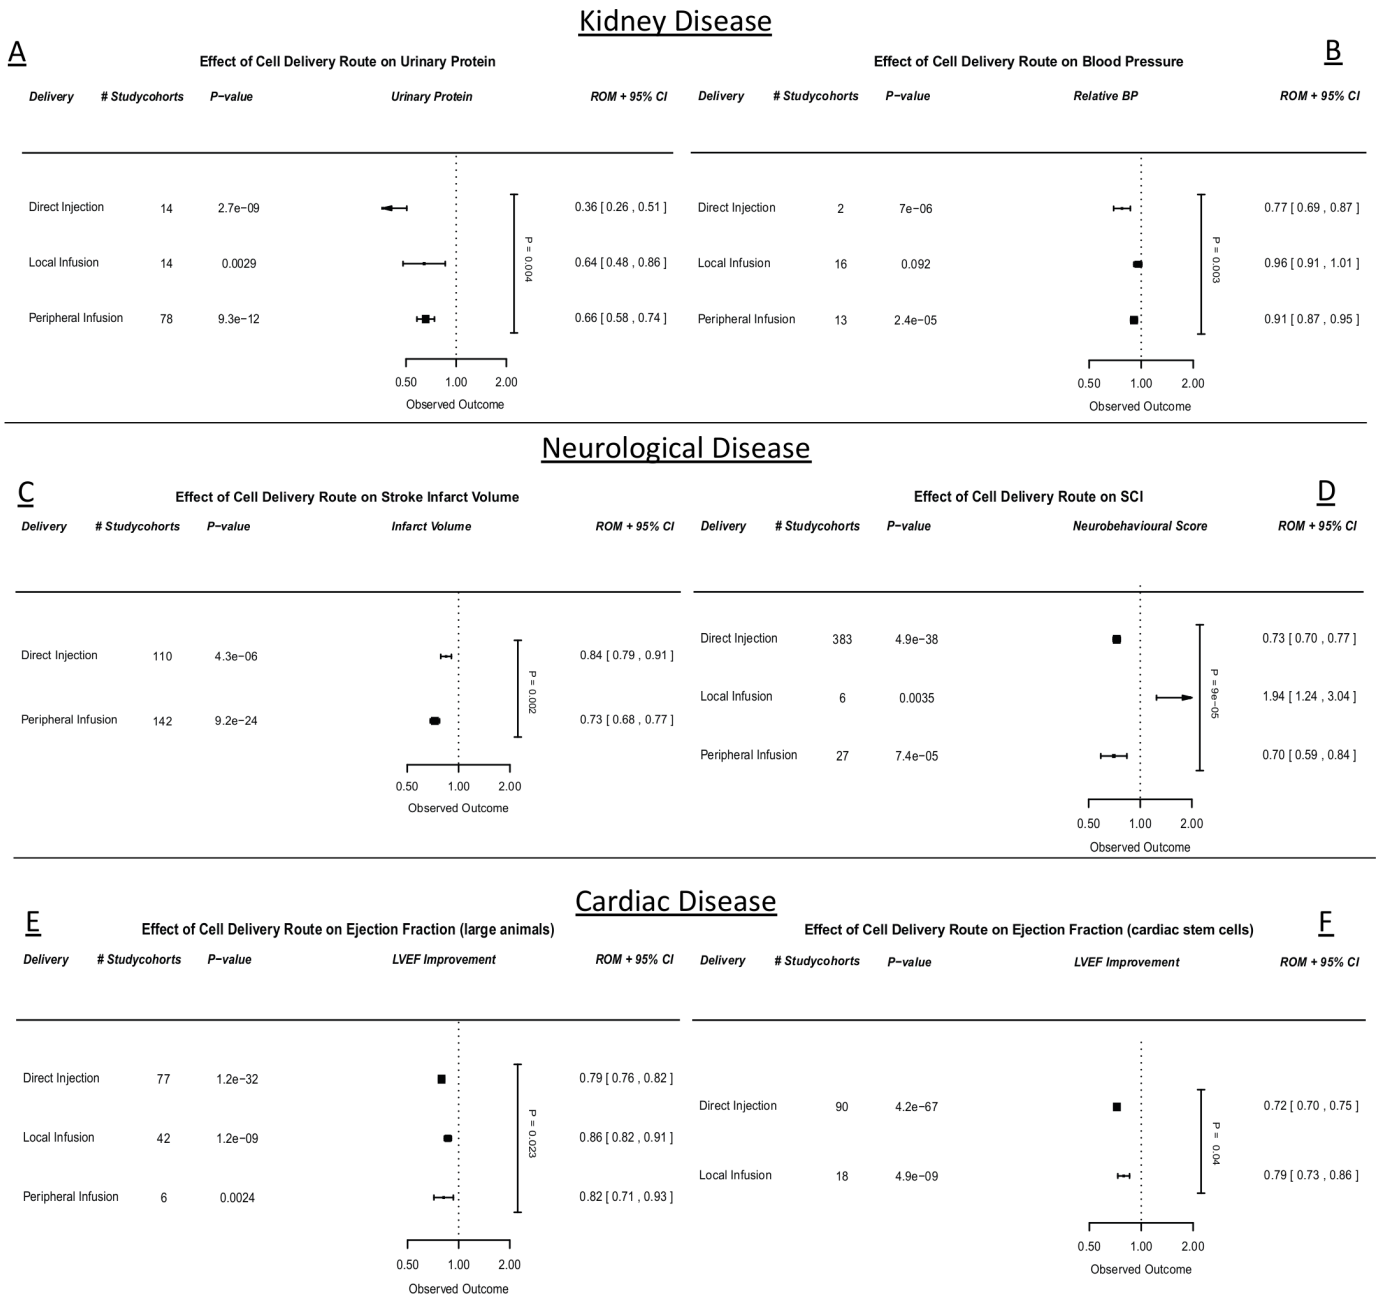 Kidney Disease
A
Effect of Cell Delivery Route on Urinary Protein
Delivery # Studycohorts P−value Urinary Protein ROM + 95% CI
Direct Injection 14 2.7e−09 0.36 [ 0.26 , 0.51 ]
Local Infusion 14 0.0029 0.64 [ 0.48 , 0.86 ]
Peripheral Infusion 78 9.3e−12 0.66 [ 0.58 , 0.74 ]
P = 0.004
0.50 1.00 2.00
Observed Outcome
B
Effect of Cell Delivery Route on Blood Pressure
Delivery # Studycohorts P−value Relative BP ROM + 95% CI
Direct Injection 2 7e−06 0.77 [ 0.69 , 0.87 ]
Local Infusion 16 0.092 0.96 [ 0.91 , 1.01 ]
Peripheral Infusion 13 2.4e−05 0.91 [ 0.87 , 0.95 ]
P = 0.003
0.50 1.00 2.00
Observed Outcome
Neurological Disease
C
Effect of Cell Delivery Route on Stroke Infarct Volume
Delivery # Studycohorts P−value Infarct Volume ROM + 95% CI
Direct Injection 110 4.3e−06 0.84 [ 0.79 , 0.91 ]
Peripheral Infusion 142 9.2e−24 0.73 [ 0.68 , 0.77 ]
P = 0.002
0.50 1.00 2.00
Observed Outcome
D
Effect of Cell Delivery Route on SCI
Delivery # Studycohorts P−value Neurobehavioural Score ROM + 95% CI
Direct Injection 383 4.9e−38 0.73 [ 0.70 , 0.77 ]
Local Infusion 6 0.0035 1.94 [ 1.24 , 3.04 ]
Peripheral Infusion 27 7.4e−05 0.70 [ 0.59 , 0.84 ]
P = 9e−05
0.50 1.00 2.00
Observed Outcome
Cardiac Disease
E
Effect of Cell Delivery Route on Ejection Fraction (large animals)
Delivery # Studycohorts P−value LVEF Improvement ROM + 95% CI
Direct Injection 77 1.2e−32 0.79 [ 0.76 , 0.82 ]
Local Infusion 42 1.2e−09 0.86 [ 0.82 , 0.91 ]
Peripheral Infusion 6 0.0024 0.82 [ 0.71 , 0.93 ]
P = 0.023
0.50 1.00 2.00
Observed Outcome
F
Effect of Cell Delivery Route on Ejection Fraction (cardiac stem cells)
Delivery # Studycohorts P−value LVEF Improvement ROM + 95% CI
Direct Injection 90 4.2e−67 0.72 [ 0.70 , 0.75 ]
Local Infusion 18 4.9e−09 0.79 [ 0.73 , 0.86 ]
P = 0.04
0.50 1.00 2.00
Observed Outcome